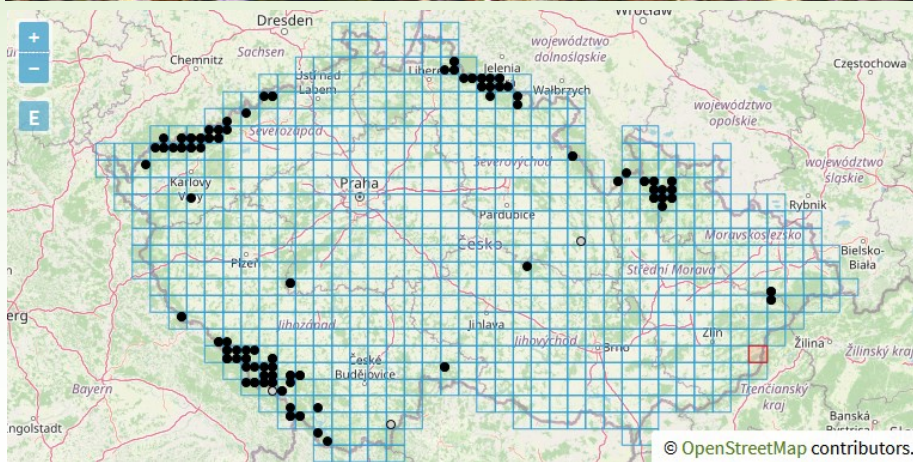 Dresden
WROCŁAW
+
−
E
Chemnitz
Sachsen
Ústí nad
Labem
Liberec
Jelenia
województwo
dolnośląskie
Wałbrzych
Częstochowa
województwo
opolskie
Severozápad
Karlovy
Vary
Praha
Severovýchod
województwo
śląskie
Rybnik
Pardubice
Moravskoslezsko
Bielsko-
Biała
Plzeň
Česko
Střední Morava
erg
Jihozápad
Jihlava
Jihovýchod
Brno
Zlín
Žilina
Žilinský kraj
České
Budějovice
Bayern
Trenčiansky
kraj
ngolstadt
Banská
Bystrica
© OpenStreetMap contributors.